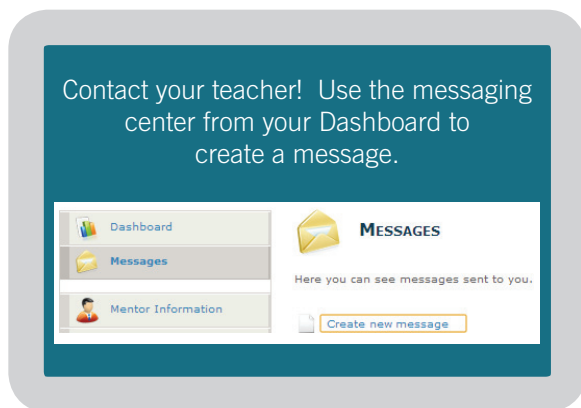 Contact your teacher!  Use the messaging
center from your Dashboard to
create a message.
Dashboard
Messages
Mentor Information
MESSAGES
Here you can see messages sent to you.
Create new message